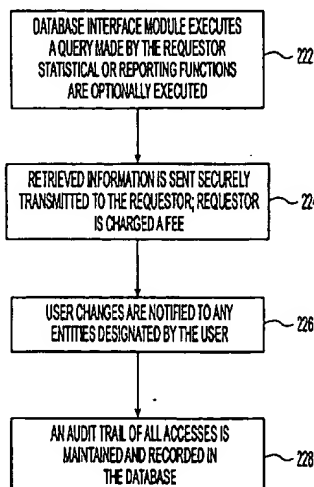 DATABASE INTERFACE MODULE EXECUTES
A QUERY MADE BY THE REQUESTOR
STATISTICAL OR REPORTING FUNCTIONS
ARE OPTIONALLY EXECUTED
222
RETRIEVED INFORMATION IS SENT SECURELY
TRANSMITTED TO THE REQUESTOR; REQUESTOR
IS CHARGED A FEE
224
USER CHANGES ARE NOTIFIED TO ANY
ENTITIES DESIGNATED BY THE USER
226
AN AUDIT TRAIL OF ALL ACCESSES IS
MAINTAINED AND RECORDED IN
THE DATABASE
228